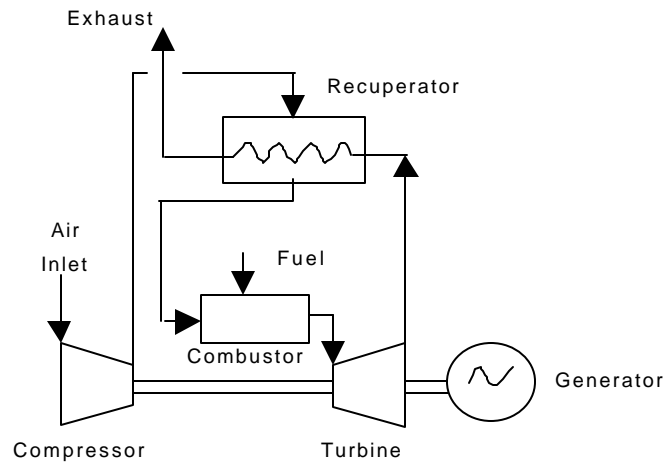 Exhaust
Recuperator
Air
Inlet
Fuel
Combustor
Generator
Compressor
Turbine